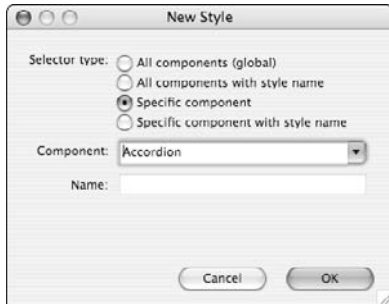 New Style
Selector type: All components (global)
All components with style name
Specific component
Specific component with style name
Component: Accordion
Name:
Cancel OK